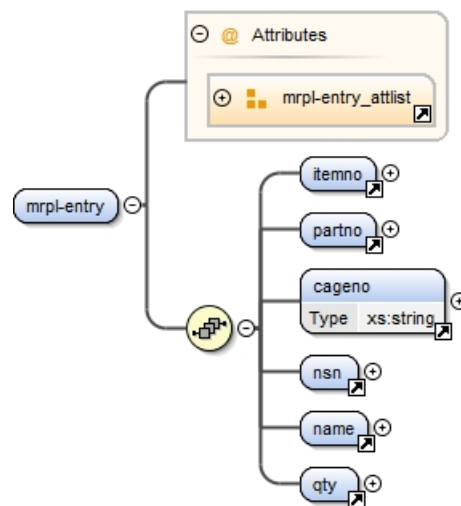 @ Attributes
mrpl-entry_attlist
mrpl-entry
itemno
partno
cageno
Type xs:string
nsn
name
qty